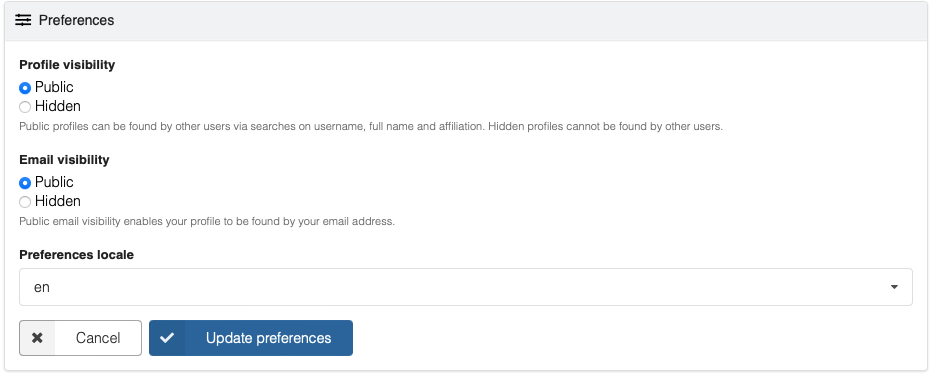 Preferences
Profile visibility
Public
Hidden
Public profiles can be found by other users via searches on username, full name and affiliation. Hidden profiles cannot be found by other users.
Email visibility
Public
Hidden
Public email visibility enables your profile to be found by your email address.
Preferences locale
en
Cancel
Update preferences